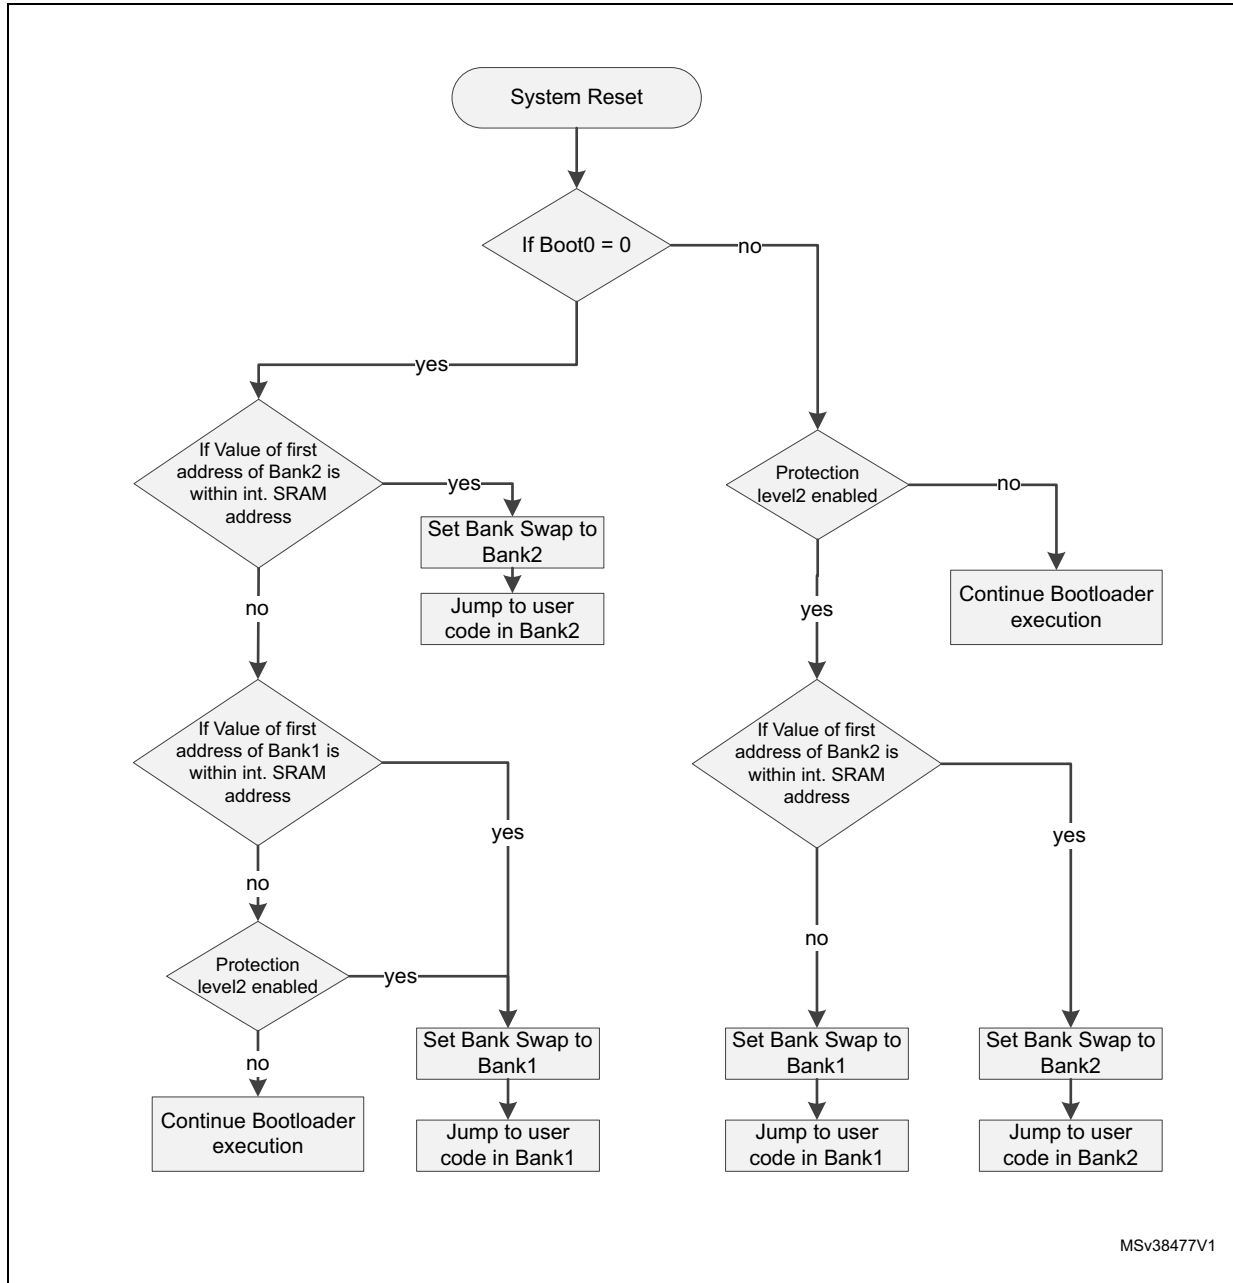 System Reset
If Boot0 = 0
no
yes
If Value of first
address of Bank2 is
within int. SRAM
address
yes
Set Bank Swap to
Bank2
Jump to user
code in Bank2
no
Protection
level2 enabled
no
Continue Bootloader
execution
yes
If Value of first
address of Bank1 is
within int. SRAM
address
yes
no
If Value of first
address of Bank2 is
within int. SRAM
address
yes
no
Protection
level2 enabled
yes
no
Continue Bootloader
execution
Set Bank Swap to
Bank1
Jump to user
code in Bank1
Set Bank Swap to
Bank1
Jump to user
code in Bank1
Set Bank Swap to
Bank2
Jump to user
code in Bank2
MSv38477V1